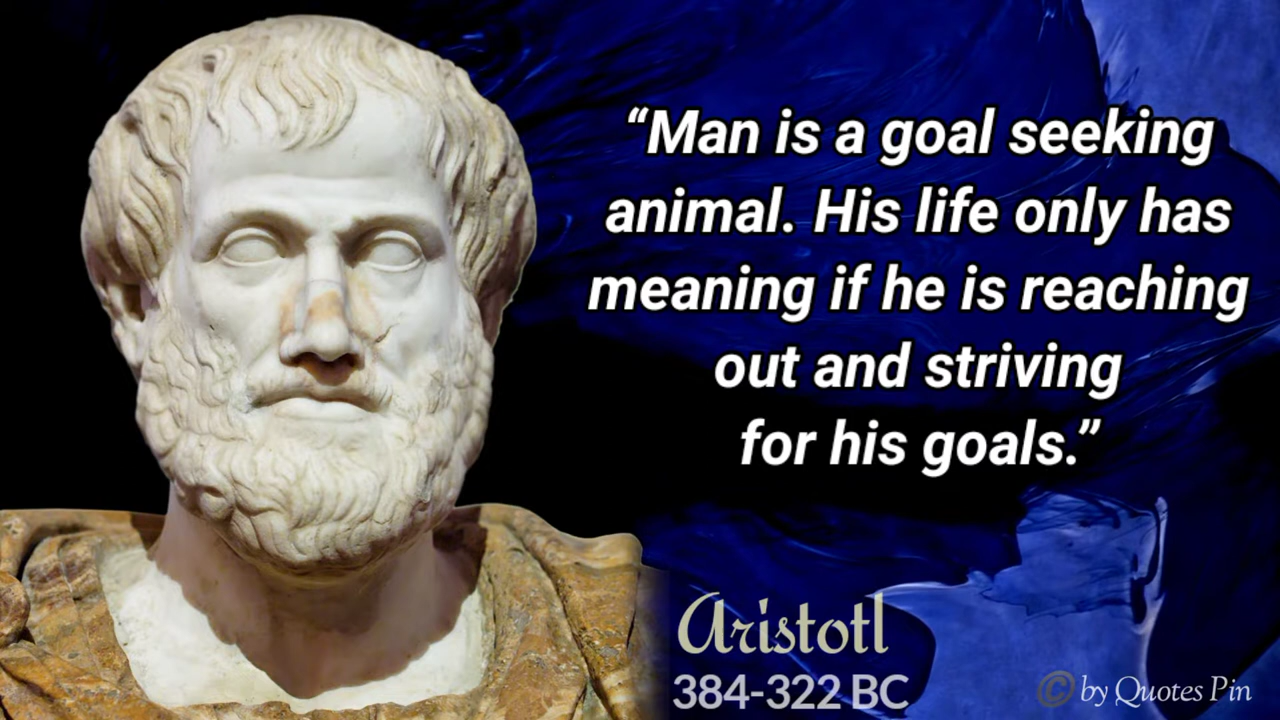 “Man is a goal seeking
animal. His life only has
meaning if he is reaching
out and striving
for his goals.”
Aristotl
384-322 BC
© by Quotes Pin